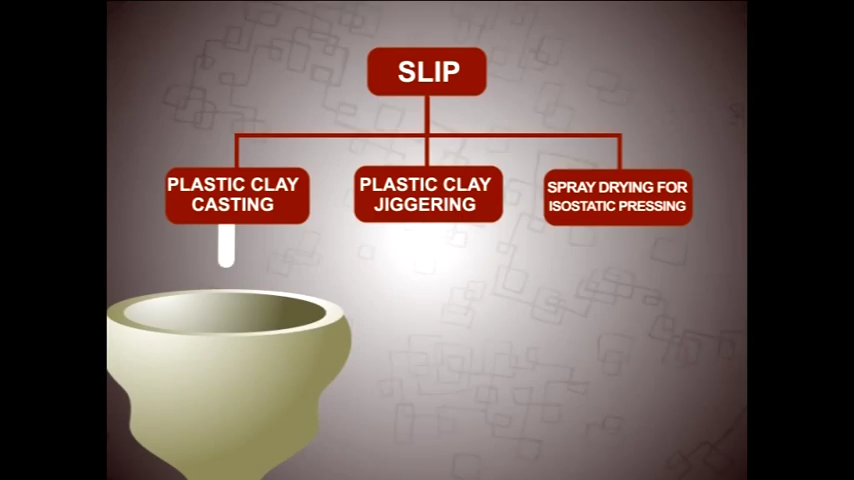 SLIP
PLASTIC CLAY
CASTING
PLASTIC CLAY
JIGGERING
SPRAY DRYING FOR
ISOSTATIC PRESSING